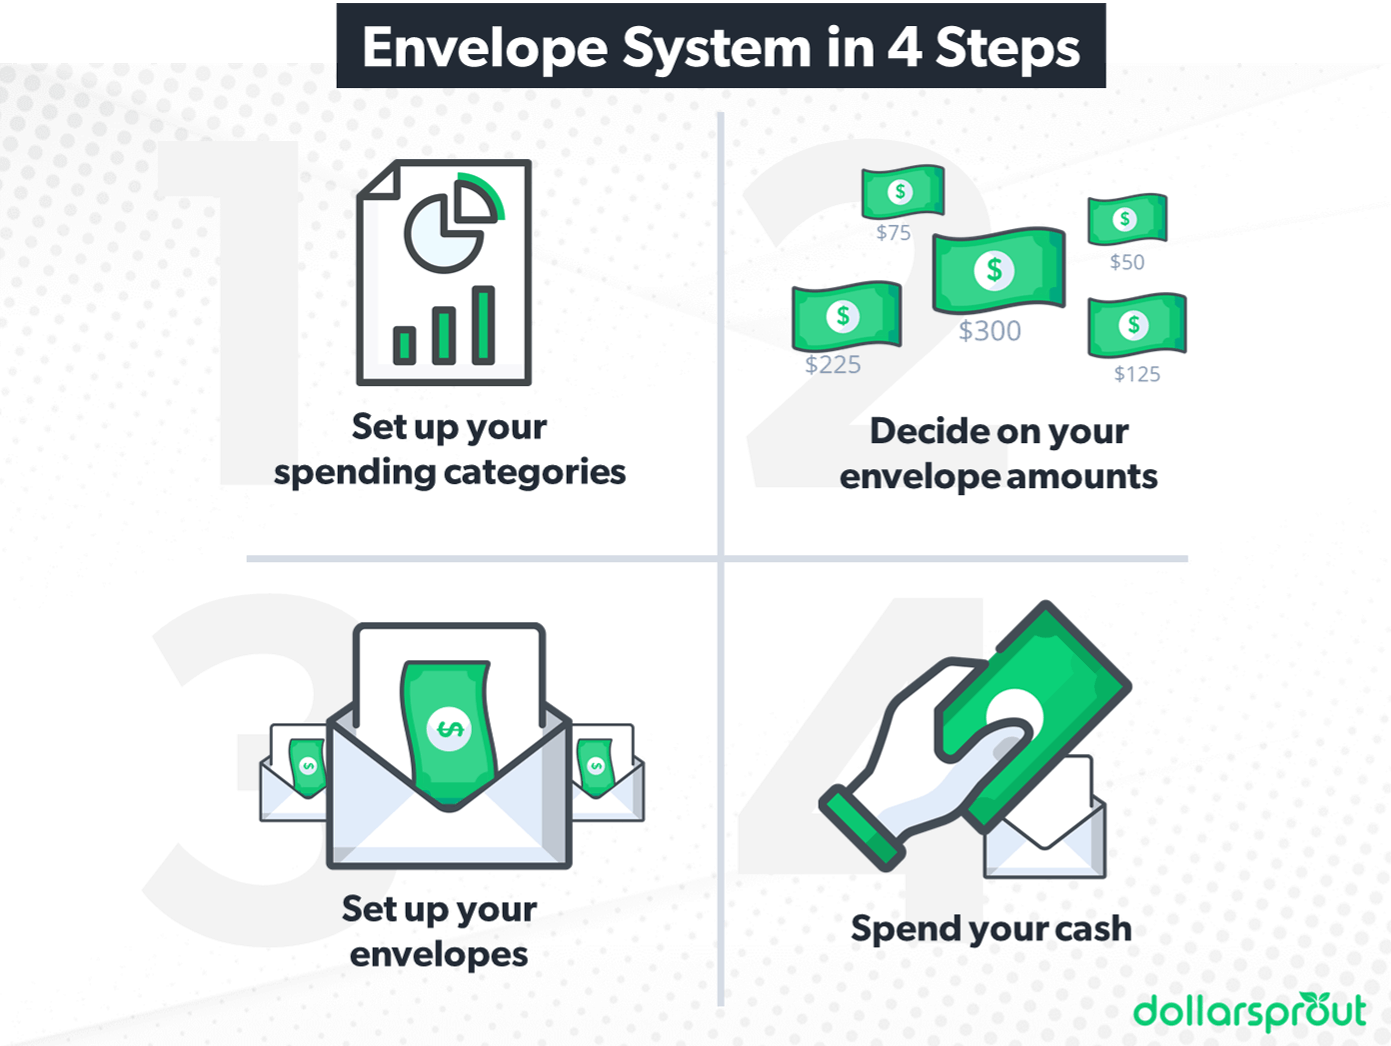 Envelope System in 4 Steps
1
Set up your
spending categories
2
$
$75
$
$50
$
$300
$
$225
$
$125
Decide on your
envelope amounts
3
$
$
$
Set up your
envelopes
4
Spend your cash
dollarsprout